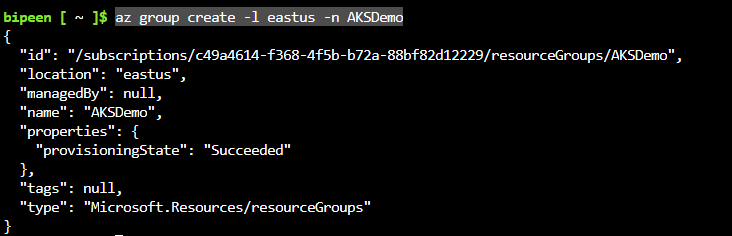 bipeen [ ~ ]$ az group create -l eastus -n AKSDemo
{
  "id": "/subscriptions/c49a4614-f368-4f5b-b72a-88bf82d12229/resourceGroups/AKSDemo",
  "location": "eastus",
  "managedBy": null,
  "name": "AKSDemo",
  "properties": {
    "provisioningState": "Succeeded"
  },
  "tags": null,
  "type": "Microsoft.Resources/resourceGroups"
}